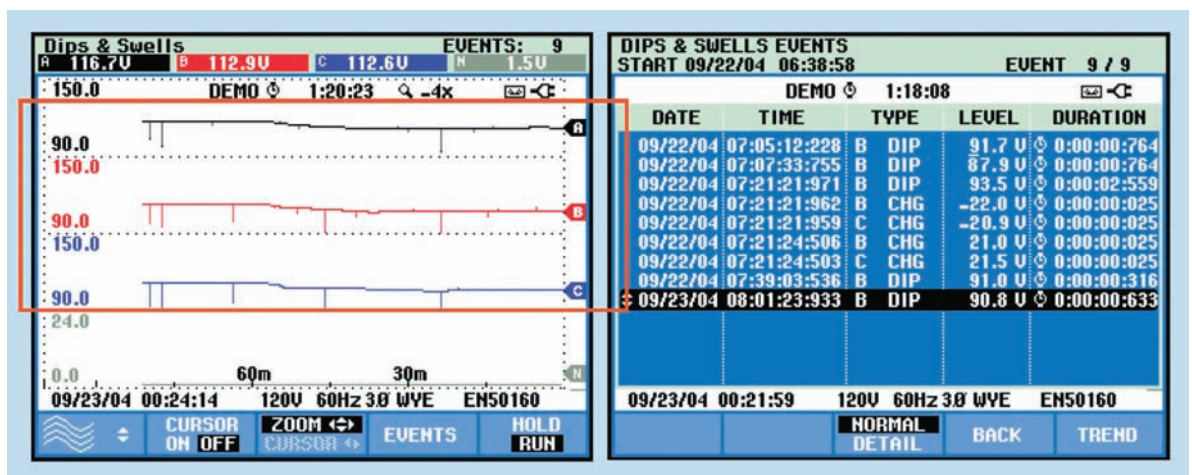 Dips & Swells EVENTS: 9
A 116.7V B 112.9V C 112.6V N 1.5V
150.0 DEMO 1:20:23 -4x
A
90.0
150.0
B
90.0
150.0
C
90.0
24.0
60m 30m
0.0 N
09/23/04 00:24:14 120V 60Hz 3Ø WYE EN50160
CURSOR ON OFF ZOOM CURSOR EVENTS HOLD RUN
DIPS & SWELLS EVENTS
START 09/22/04 06:38:58 EVENT 9 / 9
DEMO 1:18:08
DATE TIME TYPE LEVEL DURATION
09/22/04 07:05:12:228 B DIP 91.7 V 0:00:00:764
09/22/04 07:07:33:755 B DIP 87.9 V 0:00:00:764
09/22/04 07:21:21:971 B DIP 93.5 V 0:00:02:559
09/22/04 07:21:21:962 B CHG -22.0 V 0:00:00:025
09/22/04 07:21:21:959 C CHG -20.9 V 0:00:00:025
09/22/04 07:21:24:506 B CHG 21.0 V 0:00:00:025
09/22/04 07:21:24:503 C CHG 21.5 V 0:00:00:025
09/22/04 07:39:03:536 B DIP 91.0 V 0:00:00:316
09/23/04 08:01:23:933 B DIP 90.8 V 0:00:00:633
09/23/04 00:21:59 120V 60Hz 3Ø WYE EN50160
NORMAL DETAIL BACK TREND